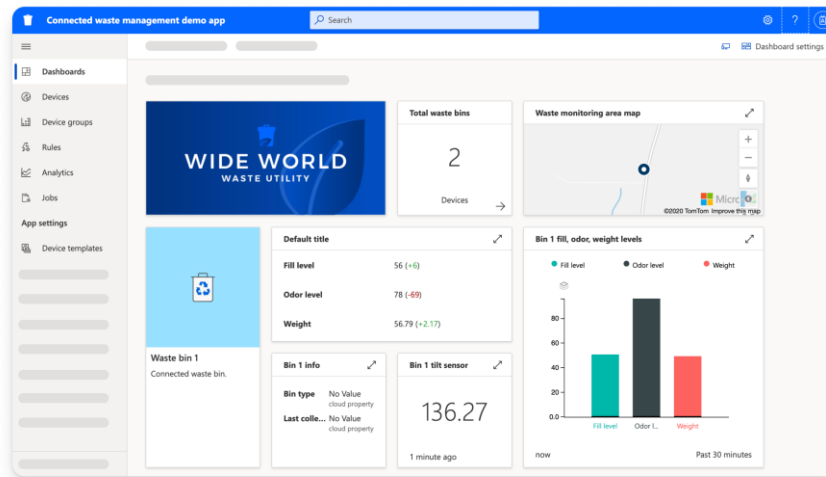 Connected waste management demo app
Search
?
Dashboard settings
Dashboards
Devices
Device groups
Rules
Analytics
Jobs
App settings
Device templates
WIDE WORLD
WASTE UTILITY
Total waste bins
2
Devices
Waste monitoring area map
+
−
©2020 TomTom Improve this map
Waste bin 1
Connected waste bin.
Default title
Fill level 56 (+6)
Odor level 78 (-69)
Weight 56.79 (+2.17)
Bin 1 info
Bin type No Value
cloud property
Last colle... No Value
cloud property
Bin 1 tilt sensor
136.27
1 minute ago
Bin 1 fill, odor, weight levels
Fill level Odor level Weight
80
60
40
20
0.0
Fill level Odor l... Weight
now Past 30 minutes